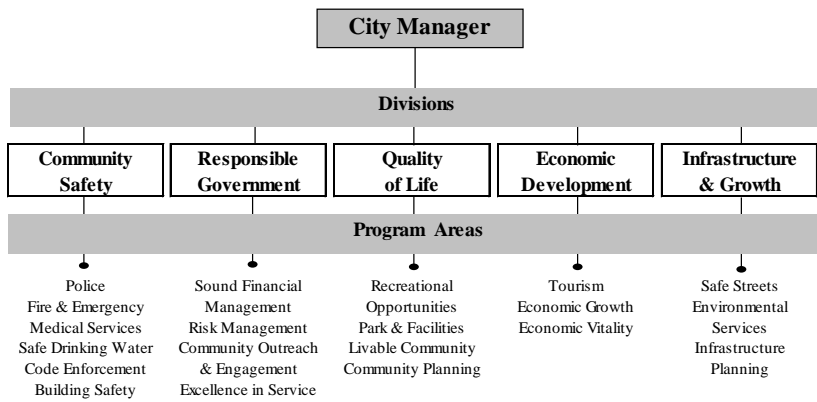 City Manager
Divisions
Community
Safety
Responsible
Government
Quality
of Life
Economic
Development
Infrastructure
& Growth
Program Areas
Police
Fire & Emergency
Medical Services
Safe Drinking Water
Code Enforcement
Building Safety
Sound Financial
Management
Risk Management
Community Outreach
& Engagement
Excellence in Service
Recreational
Opportunities
Park & Facilities
Livable Community
Community Planning
Tourism
Economic Growth
Economic Vitality
Safe Streets
Environmental
Services
Infrastructure
Planning